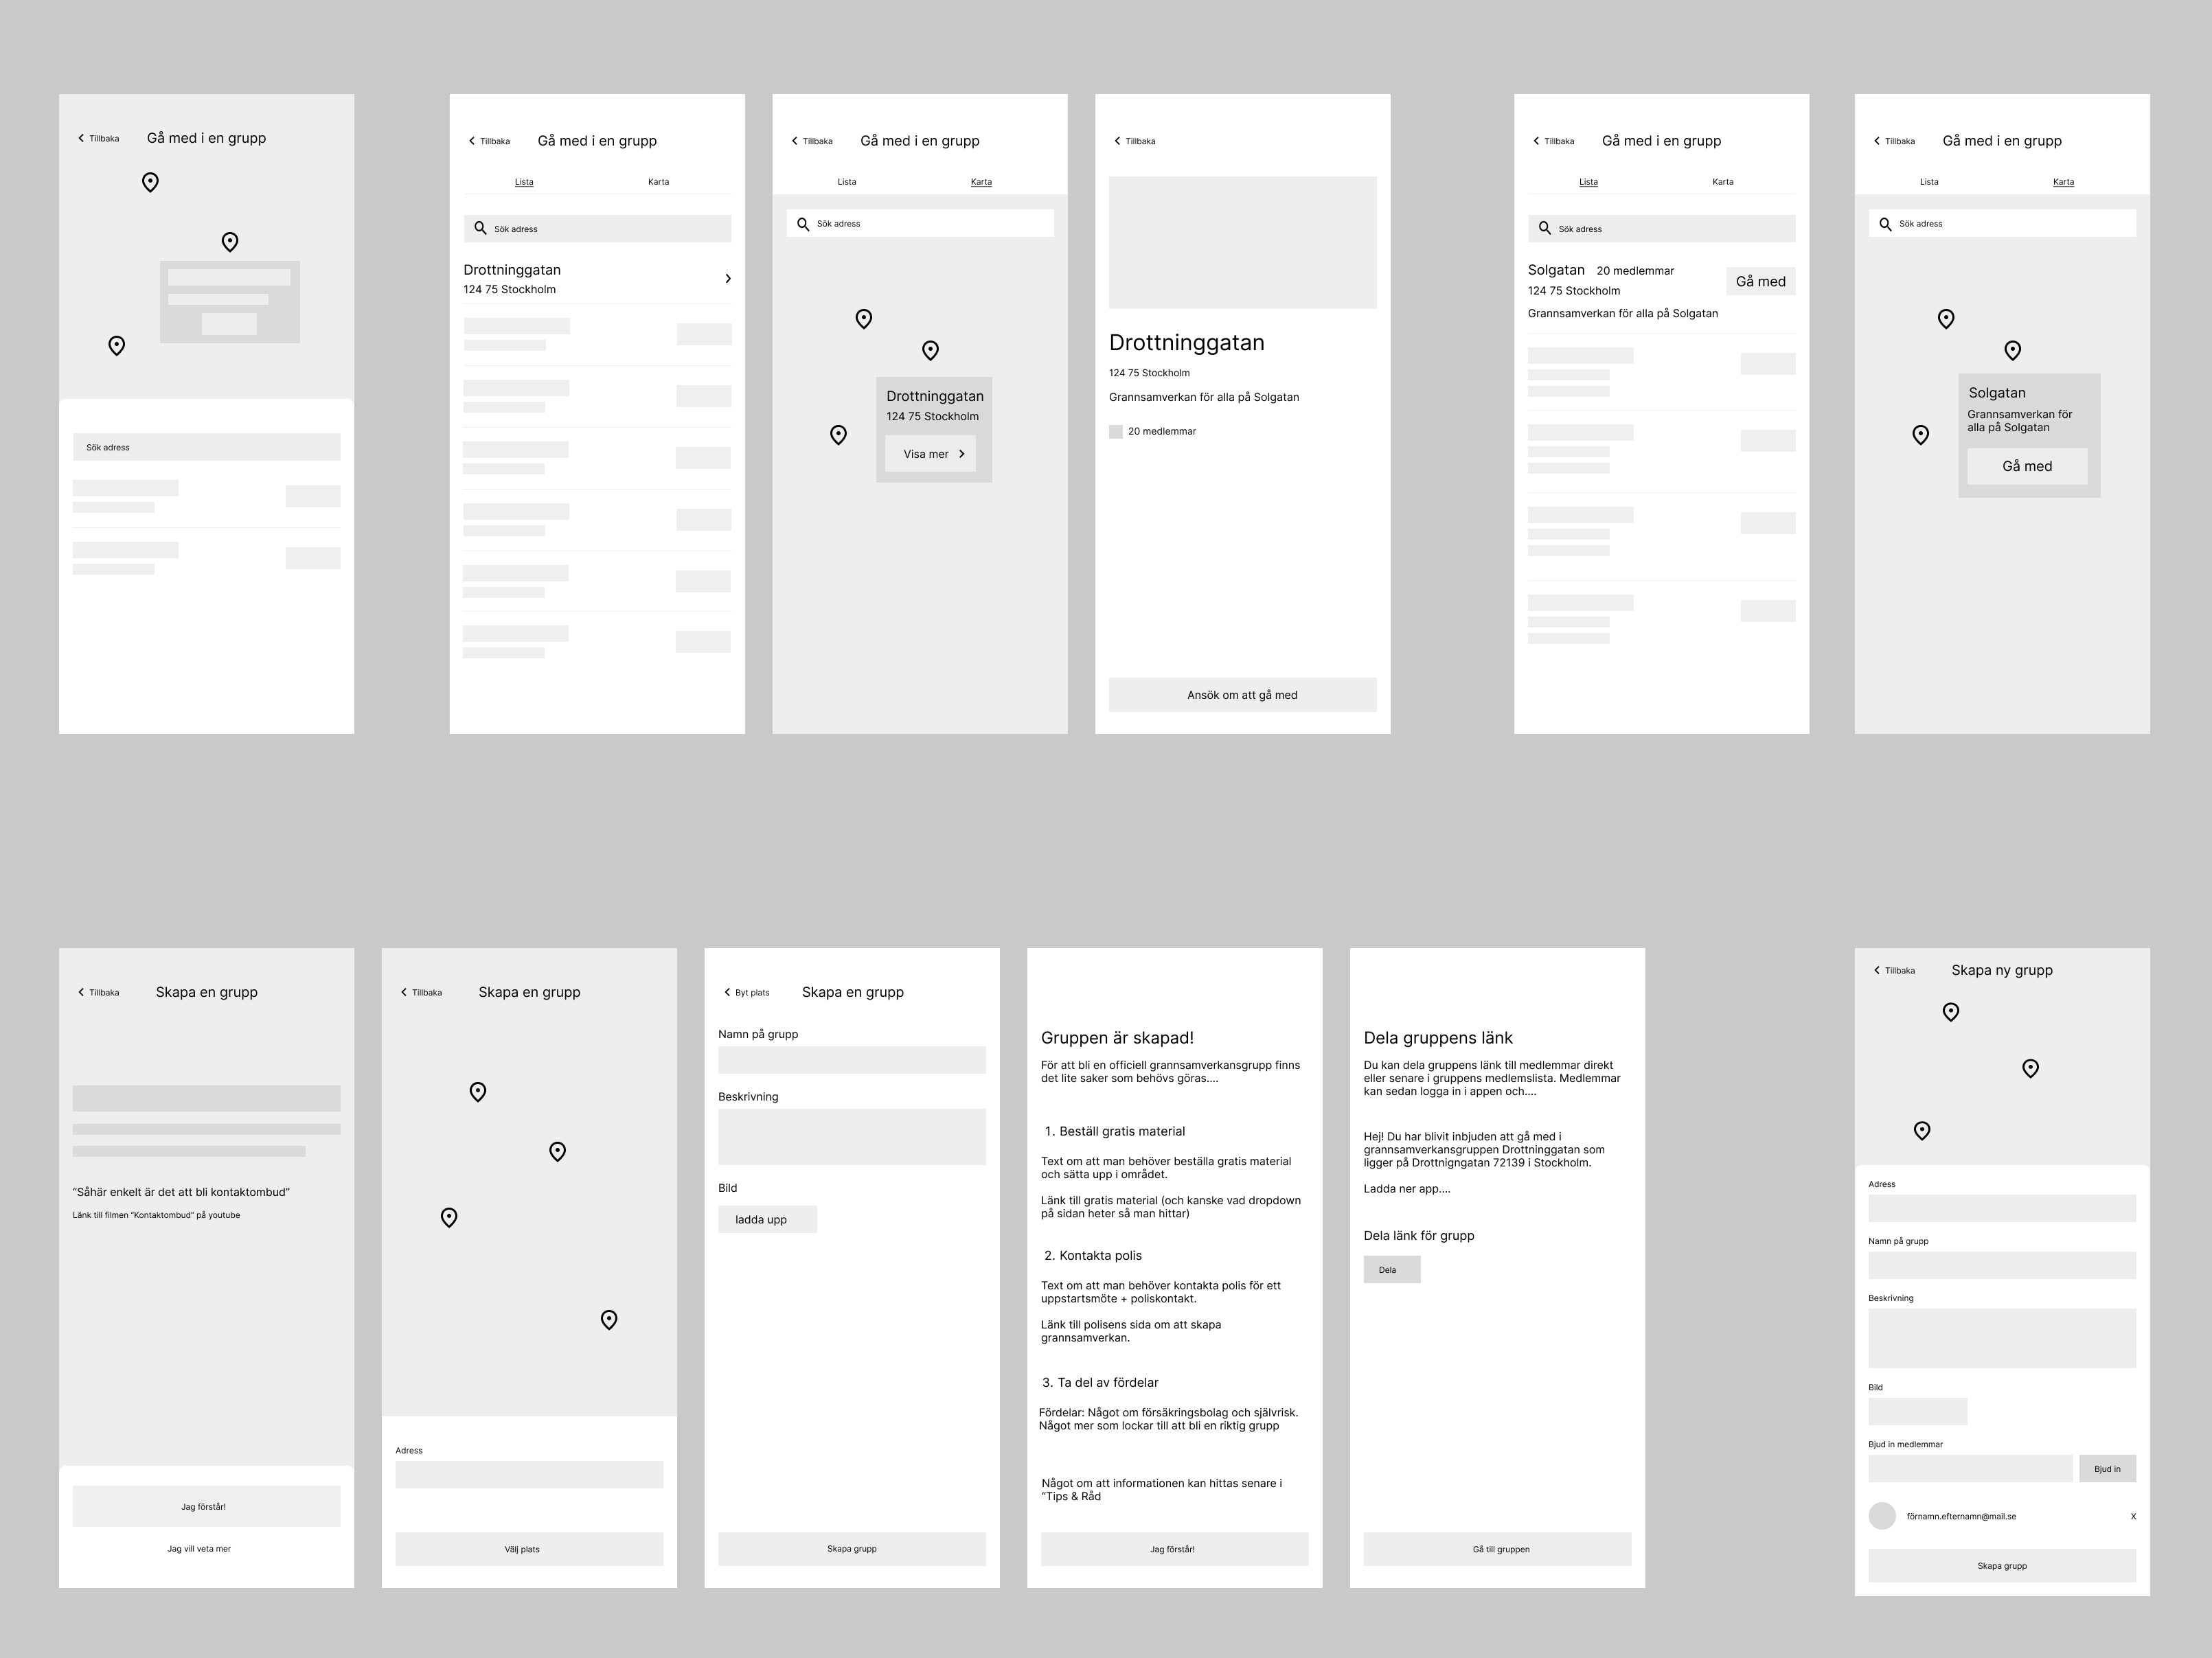 Tillbaka
Gå med i en grupp
Sök adress
Tillbaka
Gå med i en grupp
Lista
Karta
Sök adress
Drottninggatan
124 75 Stockholm
Tillbaka
Gå med i en grupp
Lista
Karta
Sök adress
Drottninggatan
124 75 Stockholm
Visa mer
Tillbaka
Drottninggatan
124 75 Stockholm
Grannsamverkan för alla på Solgatan
20 medlemmar
Ansök om att gå med
Tillbaka
Gå med i en grupp
Lista
Karta
Sök adress
Solgatan 20 medlemmar
Gå med
124 75 Stockholm
Grannsamverkan för alla på Solgatan
Tillbaka
Gå med i en grupp
Lista
Karta
Sök adress
Solgatan
Grannsamverkan för
alla på Solgatan
Gå med
Tillbaka
Skapa en grupp
“Såhär enkelt är det att bli kontaktombud”
Länk till filmen “Kontaktombud” på youtube
Jag förstår!
Jag vill veta mer
Tillbaka
Skapa en grupp
Adress
Välj plats
Byt plats
Skapa en grupp
Namn på grupp
Beskrivning
Bild
ladda upp
Skapa grupp
Gruppen är skapad!
För att bli en officiell grannsamverkansgrupp finns
det lite saker som behövs göras....
1. Beställ gratis material
Text om att man behöver beställa gratis material
och sätta upp i området.
Länk till gratis material (och kanske vad dropdown
på sidan heter så man hittar)
2. Kontakta polis
Text om att man behöver kontakta polis för ett
uppstartsmöte + poliskontakt.
Länk till polisens sida om att skapa
grannsamverkan.
3. Ta del av fördelar
Fördelar: Något om försäkringsbolag och självrisk.
Något mer som lockar till att bli en riktig grupp
Något om att informationen kan hittas senare i
“Tips & Råd
Jag förstår!
Dela gruppens länk
Du kan dela gruppens länk till medlemmar direkt
eller senare i gruppens medlemslista. Medlemmar
kan sedan logga in i appen och....
Hej! Du har blivit inbjuden att gå med i
grannsamverkansgruppen Drottninggatan som
ligger på Drottnigngatan 72139 i Stockholm.
Ladda ner app....
Dela länk för grupp
Dela
Gå till gruppen
Tillbaka
Skapa ny grupp
Adress
Namn på grupp
Beskrivning
Bild
Bjud in medlemmar
Bjud in
förnamn.efternamn@mail.se
X
Skapa grupp